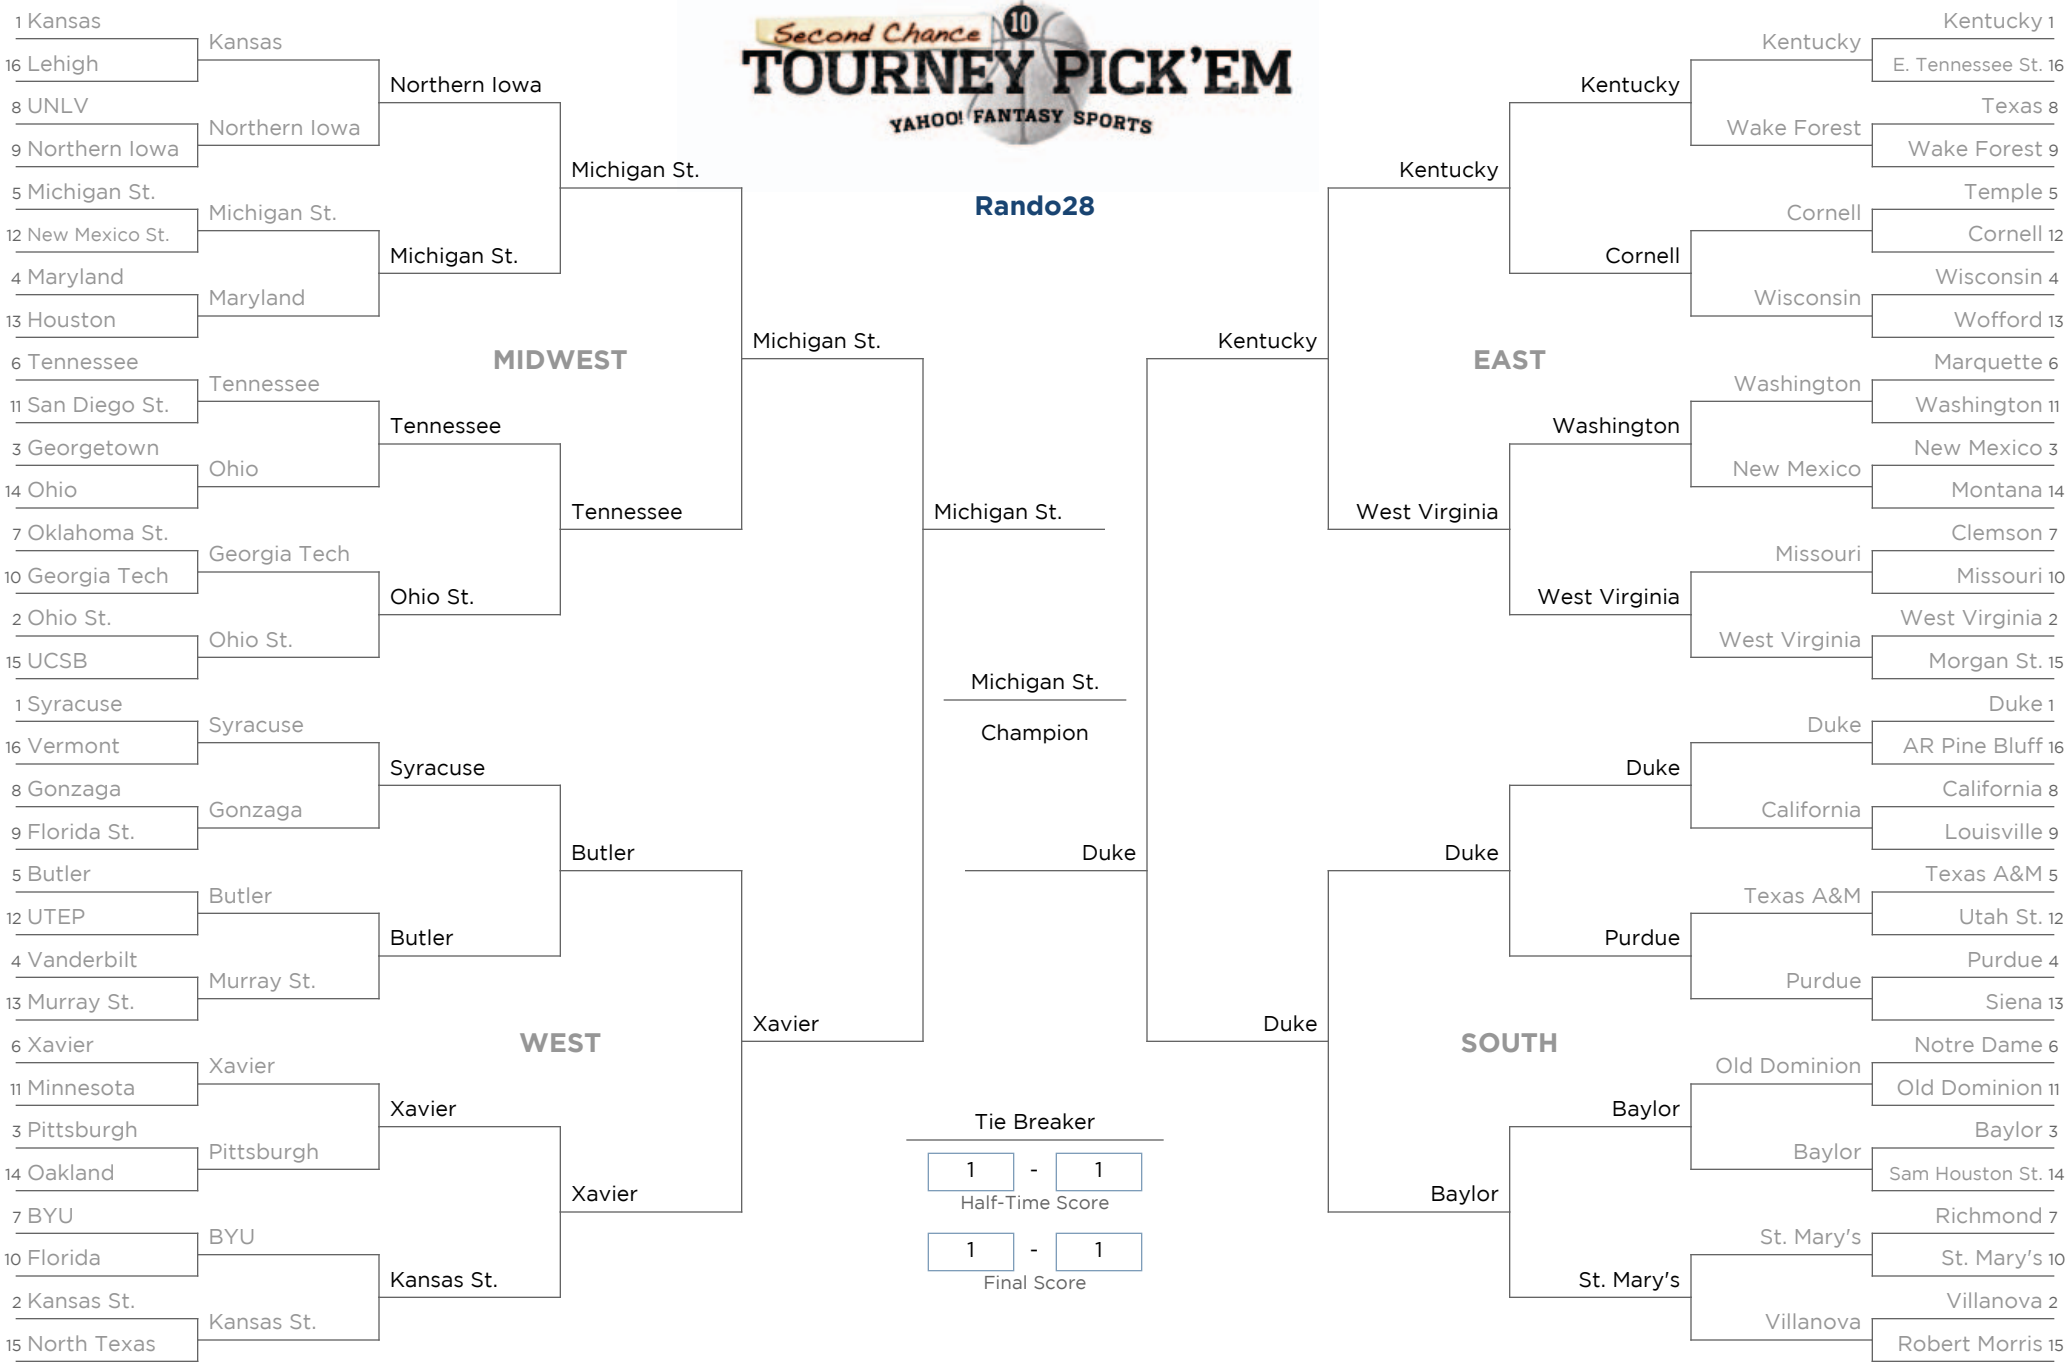 Second Chance 10
TOURNEY PICK'EM
YAHOO! FANTASY SPORTS
Rando28
1 Kansas
16 Lehigh
8 UNLV
9 Northern Iowa
5 Michigan St.
12 New Mexico St.
4 Maryland
13 Houston
6 Tennessee
11 San Diego St.
3 Georgetown
14 Ohio
7 Oklahoma St.
10 Georgia Tech
2 Ohio St.
15 UCSB
Kansas
Northern Iowa
Michigan St.
Maryland
Tennessee
Ohio
Georgia Tech
Ohio St.
Northern Iowa
Michigan St.
Tennessee
Ohio St.
Michigan St.
Tennessee
Michigan St.
MIDWEST
1 Syracuse
16 Vermont
8 Gonzaga
9 Florida St.
5 Butler
12 UTEP
4 Vanderbilt
13 Murray St.
6 Xavier
11 Minnesota
3 Pittsburgh
14 Oakland
7 BYU
10 Florida
2 Kansas St.
15 North Texas
Syracuse
Gonzaga
Butler
Murray St.
Xavier
Pittsburgh
BYU
Kansas St.
Syracuse
Butler
Xavier
Kansas St.
Butler
Xavier
Xavier
WEST
Michigan St.
Michigan St.
Champion
Duke
Tie Breaker
1 - 1
Half-Time Score
1 - 1
Final Score
Kentucky 1
E. Tennessee St. 16
Texas 8
Wake Forest 9
Temple 5
Cornell 12
Wisconsin 4
Wofford 13
Marquette 6
Washington 11
New Mexico 3
Montana 14
Clemson 7
Missouri 10
West Virginia 2
Morgan St. 15
Kentucky
Wake Forest
Cornell
Wisconsin
Washington
New Mexico
Missouri
West Virginia
Kentucky
Cornell
Washington
West Virginia
Kentucky
West Virginia
Kentucky
EAST
Duke 1
AR Pine Bluff 16
California 8
Louisville 9
Texas A&M 5
Utah St. 12
Purdue 4
Siena 13
Notre Dame 6
Old Dominion 11
Baylor 3
Sam Houston St. 14
Richmond 7
St. Mary's 10
Villanova 2
Robert Morris 15
Duke
California
Texas A&M
Purdue
Old Dominion
Baylor
St. Mary's
Villanova
Duke
Purdue
Baylor
St. Mary's
Duke
Baylor
Duke
SOUTH